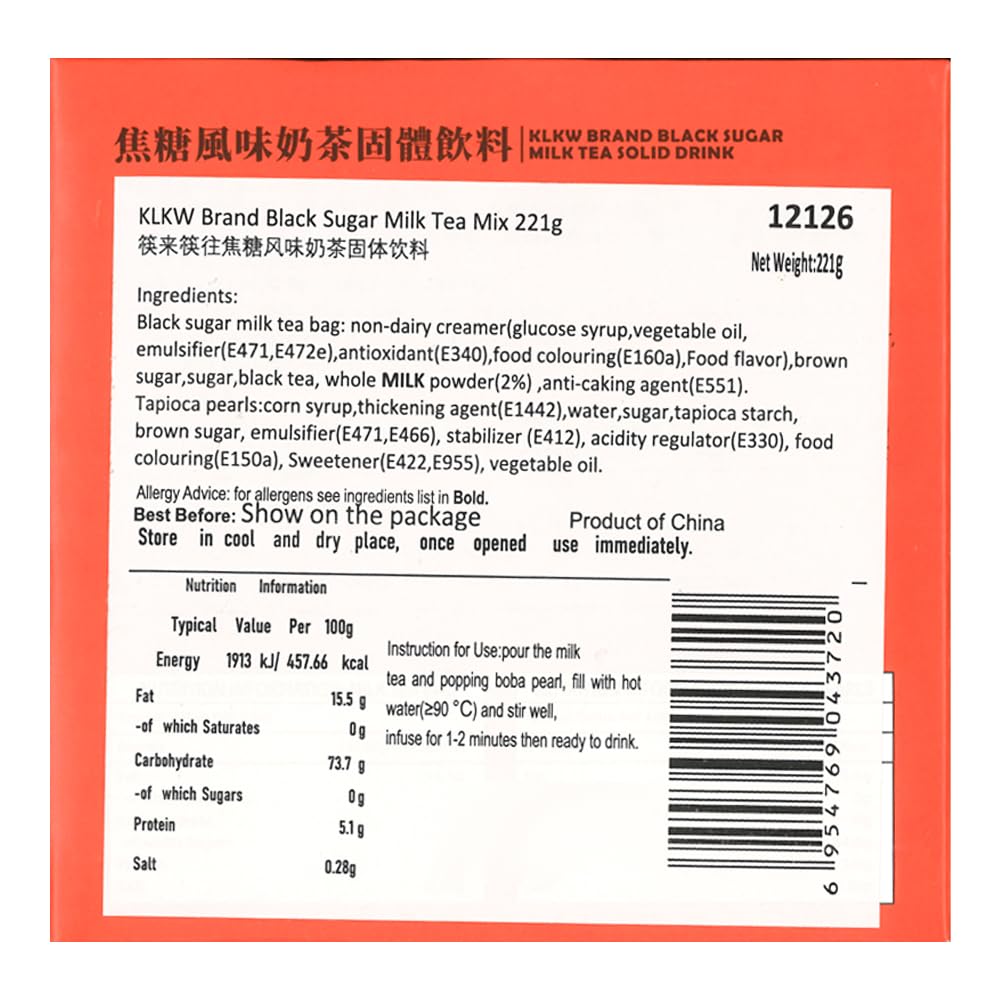 焦糖風味奶茶固體飲料
KLKW BRAND BLACK SUGAR
MILK TEA SOLID DRINK
KLKW Brand Black Sugar Milk Tea Mix 221g
12126
筷来筷往焦糖风味奶茶固体饮料
Net Weight:221g
Ingredients:
Black sugar milk tea bag: non-dairy creamer(glucose syrup,vegetable oil,
emulsifier(E471,E472e),antioxidant(E340),food colouring(E160a),Food flavor),brown
sugar,sugar,black tea, whole MILK powder(2%) ,anti-caking agent(E551).
Tapioca pearls:corn syrup,thickening agent(E1442),water,sugar,tapioca starch,
brown sugar, emulsifier(E471,E466), stabilizer (E412), acidity regulator(E330), food
colouring(E150a), Sweetener(E422,E955), vegetable oil.
Allergy Advice: for allergens see ingredients list in Bold.
Best Before: Show on the package
Product of China
Store in cool and dry place, once opened use immediately.
Nutrition Information
Typical Value Per 100g
Energy 1913 kJ/ 457.66 kcal
Fat 15.5 g
-of which Saturates 0g
Carbohydrate 73.7 g
-of which Sugars 0g
Protein 5.1g
Salt 0.28g
Instruction for Use:pour the milk
tea and popping boba pearl, fill with hot
water(≥90 °C) and stir well,
infuse for 1-2 minutes then ready to drink.
6 954769 043720